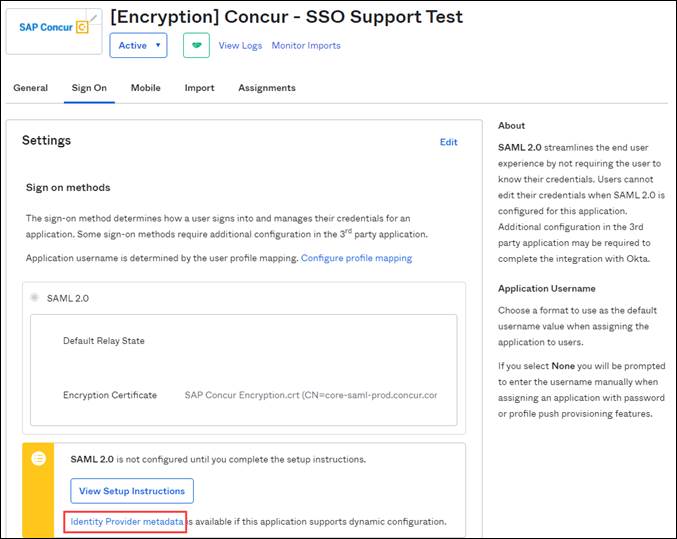 SAP Concur C
[Encryption] Concur - SSO Support Test
Active
View Logs
Monitor Imports
General
Sign On
Mobile
Import
Assignments
Settings
Edit
Sign on methods
The sign-on method determines how a user signs into and manages their credentials for an
application. Some sign-on methods require additional configuration in the 3rd party application.
Application username is determined by the user profile mapping. Configure profile mapping
SAML 2.0
Default Relay State
Encryption Certificate
SAP Concur Encryption.crt (CN=core-saml-prod.concur.cor
SAML 2.0 is not configured until you complete the setup instructions.
View Setup Instructions
Identity Provider metadata is available if this application supports dynamic configuration.
About
SAML 2.0 streamlines the end user
experience by not requiring the user to
know their credentials. Users cannot
edit their credentials when SAML 2.0 is
configured for this application.
Additional configuration in the 3rd
party application may be required to
complete the integration with Okta.
Application Username
Choose a format to use as the default
username value when assigning the
application to users.
If you select None you will be prompted
to enter the username manually when
assigning an application with password
or profile push provisioning features.